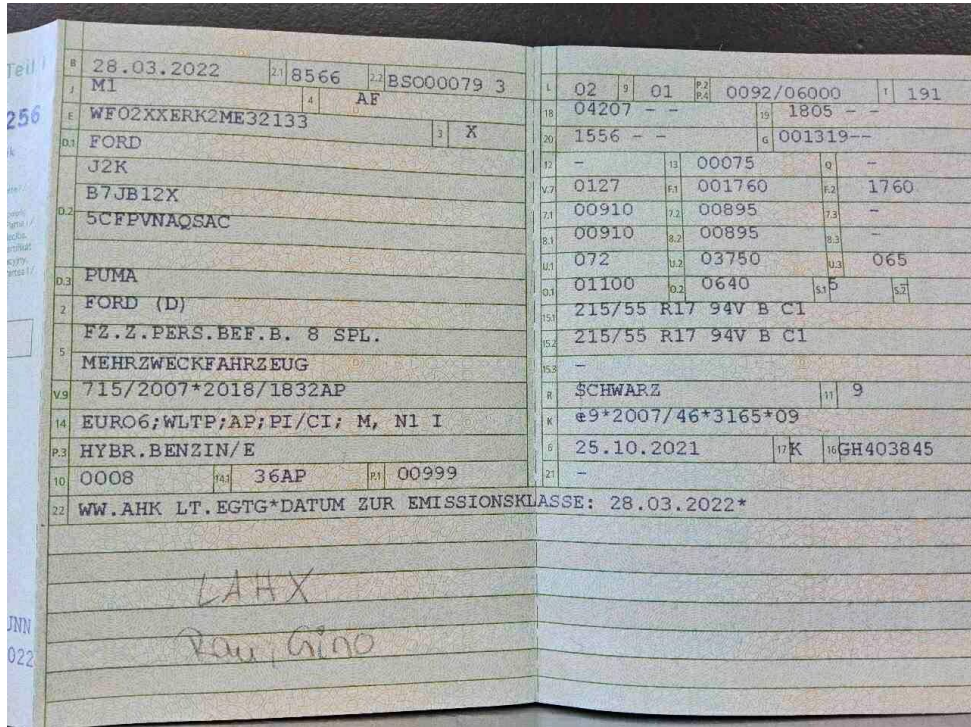 Teil I
256
B 28.03.2022 2.1 8566 2.2 BSO00079 3
J M1 4 AF
E WF02XXERK2ME32133 3 X
D.1 FORD
D.2 J2K
B7JB12X
5CFPVNAQSAC
D.3 PUMA
2 FORD (D)
5 FZ.Z.PERS.BEF.B. 8 SPL.
MEHRZWECKFAHRZEUG
V.9 715/2007*2018/1832AP
14 EURO6;WLTP;AP;PI/CI; M, N1 I
P.3 HYBR.BENZIN/E
10 0008 14.1 36AP P.1 00999
22 WW.AHK LT.EGTG*DATUM ZUR EMISSIONSKLASSE: 28.03.2022*
LAHX
Rau, Gino
UNN
022
L 02 9 01 P.2 P.4 0092/06000 T 191
18 04207 - - 19 1805 - -
20 1556 - - G 001319--
12 - 13 00075 Q -
V.7 0127 F.1 001760 F.2 1760
7.1 00910 7.2 00895 7.3 -
8.1 00910 8.2 00895 8.3 -
U.1 072 U.2 03750 U.3 065
O.1 01100 O.2 0640 S.1 5 S.2
15.1 215/55 R17 94V B C1
15.2 215/55 R17 94V B C1
15.3 -
R SCHWARZ 11 9
K e9*2007/46*3165*09
6 25.10.2021 17 K 16 GH403845
21 -